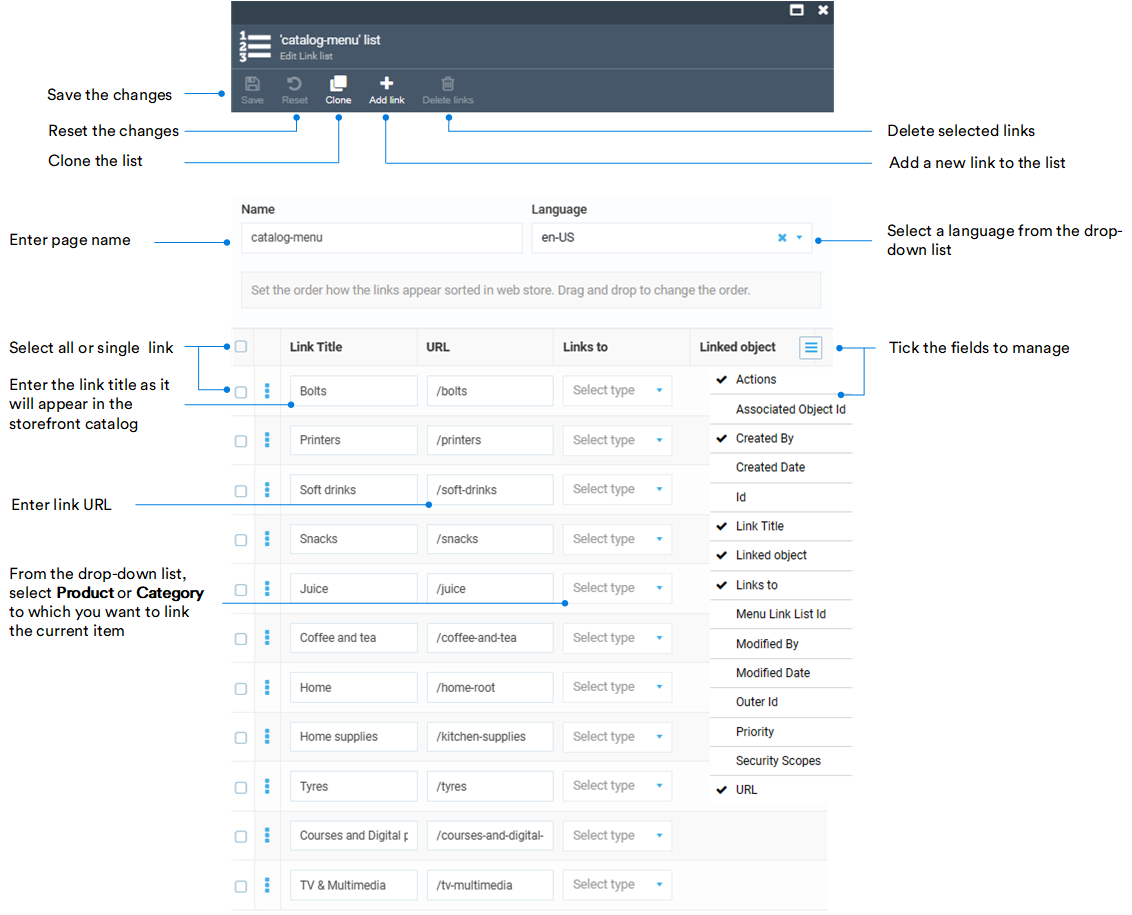 'catalog-menu' list
1
2
3
Edit Link list
Save the changes
Save
Reset
Clone
Add link
Delete links
Reset the changes
Delete selected links
Clone the list
Add a new link to the list
Name
Language
Enter page name
catalog-menu
en-US
Select a language from the drop-
down list
Set the order how the links appear sorted in web store. Drag and drop to change the order.
Select all or single link
Link Title
URL
Links to
Linked object
Tick the fields to manage
Enter the link title as it
will appear in the
storefront catalog
Bolts
/bolts
Select type
Printers
/printers
Select type
Soft drinks
/soft-drinks
Select type
Enter link URL
Snacks
/snacks
Select type
From the drop-down list,
select Product or Category
to which you want to link
the current item
Juice
/juice
Select type
Coffee and tea
/coffee-and-tea
Select type
Home
/home-root
Select type
Home supplies
/kitchen-supplies
Select type
Tyres
/tyres
Select type
Courses and Digital p
/courses-and-digital-
Select type
TV & Multimedia
/tv-multimedia
Select type
Actions
Associated Object Id
Created By
Created Date
Id
Link Title
Linked object
Links to
Menu Link List Id
Modified By
Modified Date
Outer Id
Priority
Security Scopes
URL